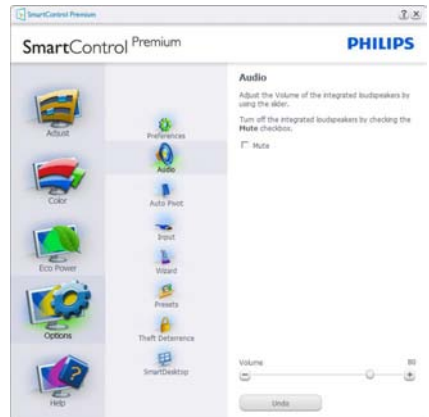 SmartControl Premium
SmartControl Premium
PHILIPS
Adjust
Color
Eco Power
Options
Help
Preferences
Audio
Auto Pivot
Input
Wizard
Presets
Theft Deterrence
SmartDesktop
Audio
Adjust the Volume of the integrated loudspeakers by
using the slider.
Turn off the integrated loudspeakers by checking the
Mute checkbox.
Mute
Volume 80
Undo